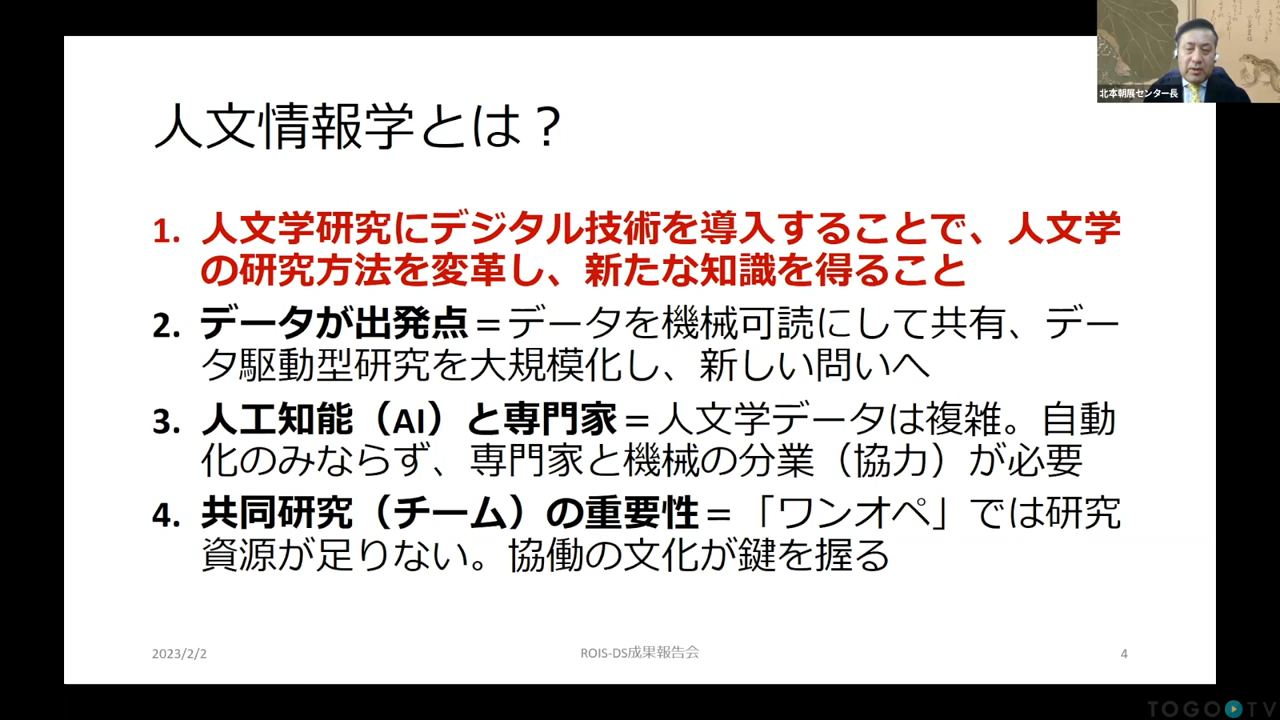 北本朝展センター長
人文情報学とは？
1. 人文学研究にデジタル技術を導入することで、人文学
の研究方法を変革し、新たな知識を得ること
2. データが出発点＝データを機械可読にして共有、デー
タ駆動型研究を大規模化し、新しい問いへ
3. 人工知能（AI）と専門家＝人文学データは複雑。自動
化のみならず、専門家と機械の分業（協力）が必要
4. 共同研究（チーム）の重要性＝「ワンオペ」では研究
資源が足りない。協働の文化が鍵を握る
2023/2/2
ROIS-DS成果報告会
4
TOGO TV